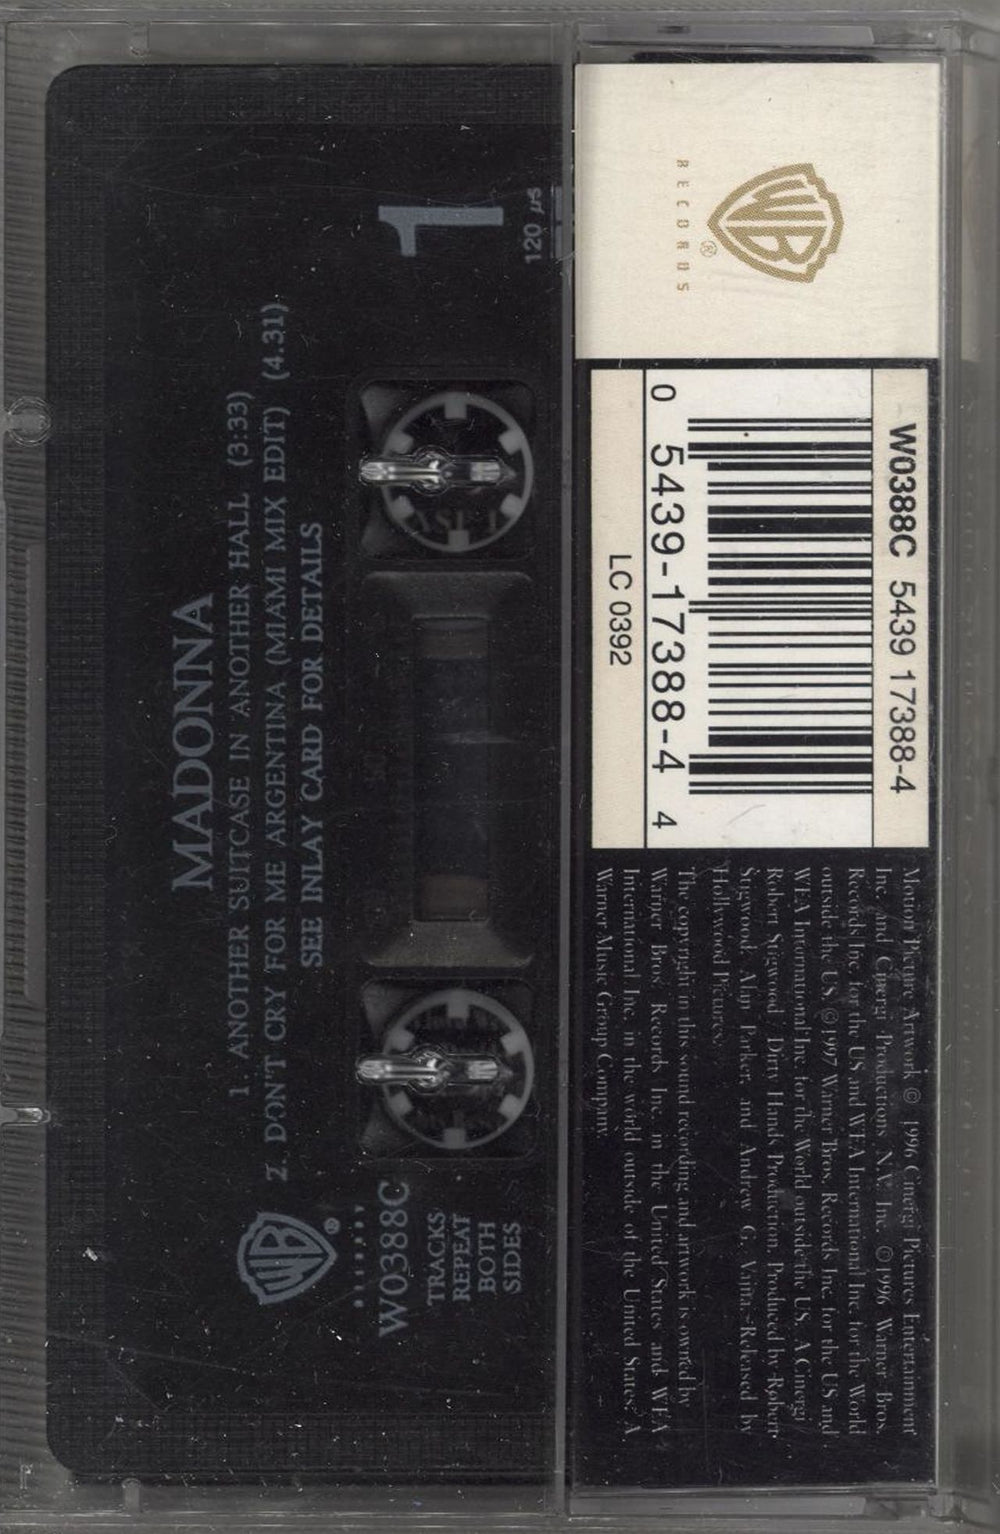 MADONNA
1. ANOTHER SUITCASE IN ANOTHER HALL (3:33)
2. DON'T CRY FOR ME ARGENTINA (MIAMI MIX EDIT) (4.31)
SEE INLAY CARD FOR DETAILS
1
120 µs
WB
®
RECORDS
W0388C
TRACKS
REPEAT
BOTH
SIDES
WB
®
RECORDS
W0388C 5439 17388-4
0 5439-17388-4 4
LC 0392
Motion Picture Artwork © 1996 Cinergi Pictures Entertainment
Inc. and Cinergi Productions N.V. Inc. ©1996 Warner Bros.
Records Inc. for the US and WEA International Inc. for the World
outside the US. ©1997 Warner Bros. Records Inc. for the US and
WEA International Inc. for the World outside the US. A Cinergi
Robert Stigwood / Dirty Hands Production. Produced by Robert
Stigwood, Alan Parker, and Andrew G. Vajna. Released by
Hollywood Pictures.
The copyright in this sound recording and artwork is owned by
Warner Bros. Records Inc. in the United States and WEA
International Inc. in the world outside of the United States. A
Warner Music Group Company.